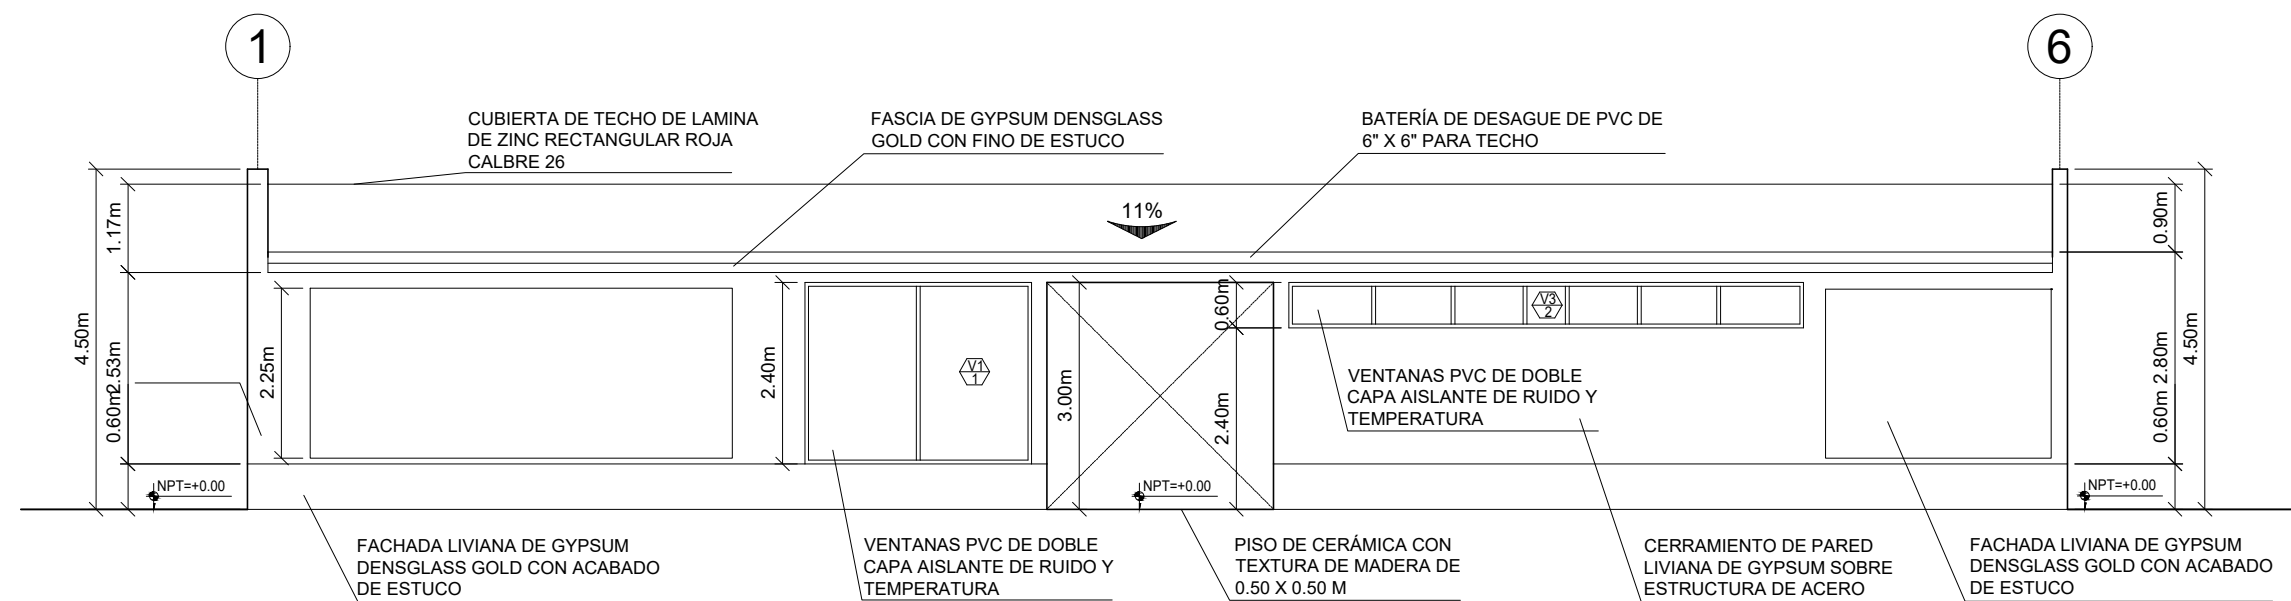 1
6
CUBIERTA DE TECHO DE LAMINA
DE ZINC RECTANGULAR ROJA
CALBRE 26
FASCIA DE GYPSUM DENSGLASS
GOLD CON FINO DE ESTUCO
BATERÍA DE DESAGUE DE PVC DE
6" X 6" PARA TECHO
11%
4.50m
1.17m
2.53m
0.60m
2.25m
2.40m
3.00m
0.60m
2.40m
0.90m
2.80m
0.60m
4.50m
V1
1
V3
2
VENTANAS PVC DE DOBLE
CAPA AISLANTE DE RUIDO Y
TEMPERATURA
NPT=+0.00
NPT=+0.00
NPT=+0.00
FACHADA LIVIANA DE GYPSUM
DENSGLASS GOLD CON ACABADO
DE ESTUCO
VENTANAS PVC DE DOBLE
CAPA AISLANTE DE RUIDO Y
TEMPERATURA
PISO DE CERÁMICA CON
TEXTURA DE MADERA DE
0.50 X 0.50 M
CERRAMIENTO DE PARED
LIVIANA DE GYPSUM SOBRE
ESTRUCTURA DE ACERO
FACHADA LIVIANA DE GYPSUM
DENSGLASS GOLD CON ACABADO
DE ESTUCO